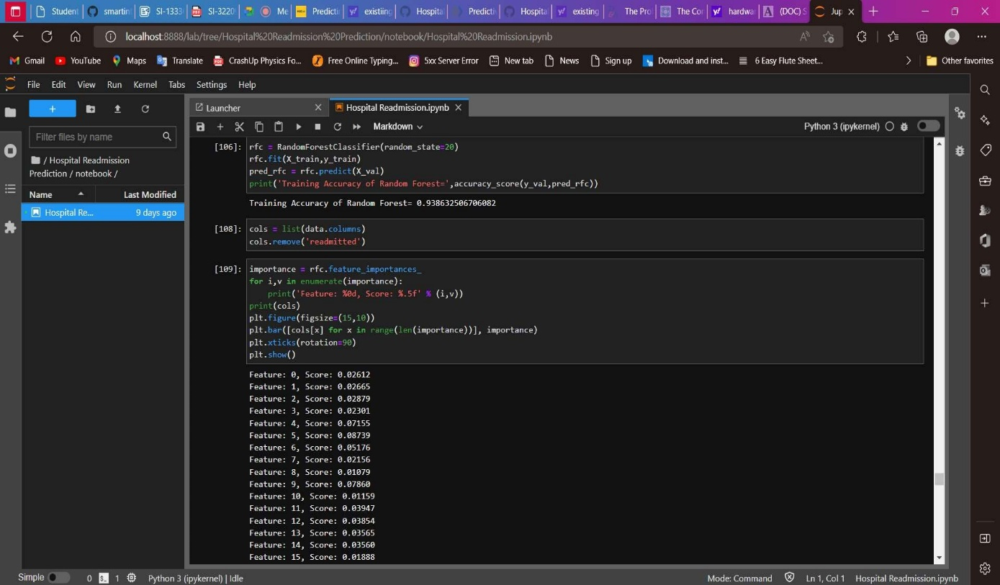 Student
smartin
SI-1333
SI-3220
Me
Predicti
existiing
Hospita
Predicti
Hospita
existing
The Pro
The Cor
hardwa
(DOC) S
Jup
localhost:8888/lab/tree/Hospital%20Readmission%20Prediction/notebook/Hospital%20Readmission.ipynb
Gmail
YouTube
Maps
Translate
CrashUp Physics Fo...
Free Online Typing...
5xx Server Error
New tab
News
Sign up
Download and inst...
6 Easy Flute Sheet...
Other favorites
File Edit View Run Kernel Tabs Settings Help
Launcher
Hospital Readmission.ipynb
Markdown
Python 3 (ipykernel)
Filter files by name
/ Hospital Readmission
Prediction / notebook /
Name
Last Modified
Hospital Re...
9 days ago
[106]: rfc = RandomForestClassifier(random_state=20)
rfc.fit(X_train,y_train)
pred_rfc = rfc.predict(X_val)
print('Training Accuracy of Random Forest=',accuracy_score(y_val,pred_rfc))
Training Accuracy of Random Forest= 0.938632506706082
[108]: cols = list(data.columns)
cols.remove('readmitted')
[109]: importance = rfc.feature_importances_
for i,v in enumerate(importance):
print('Feature: %0d, Score: %.5f' % (i,v))
print(cols)
plt.figure(figsize=(15,10))
plt.bar([cols[x] for x in range(len(importance))], importance)
plt.xticks(rotation=90)
plt.show()
Feature: 0, Score: 0.02612
Feature: 1, Score: 0.02665
Feature: 2, Score: 0.02879
Feature: 3, Score: 0.02301
Feature: 4, Score: 0.07155
Feature: 5, Score: 0.08739
Feature: 6, Score: 0.05176
Feature: 7, Score: 0.02156
Feature: 8, Score: 0.01079
Feature: 9, Score: 0.07860
Feature: 10, Score: 0.01159
Feature: 11, Score: 0.03947
Feature: 12, Score: 0.03854
Feature: 13, Score: 0.03565
Feature: 14, Score: 0.03560
Feature: 15, Score: 0.01888
Simple
0
1
Python 3 (ipykernel) | Idle
Mode: Command
Ln 1, Col 1
Hospital Readmission.ipynb